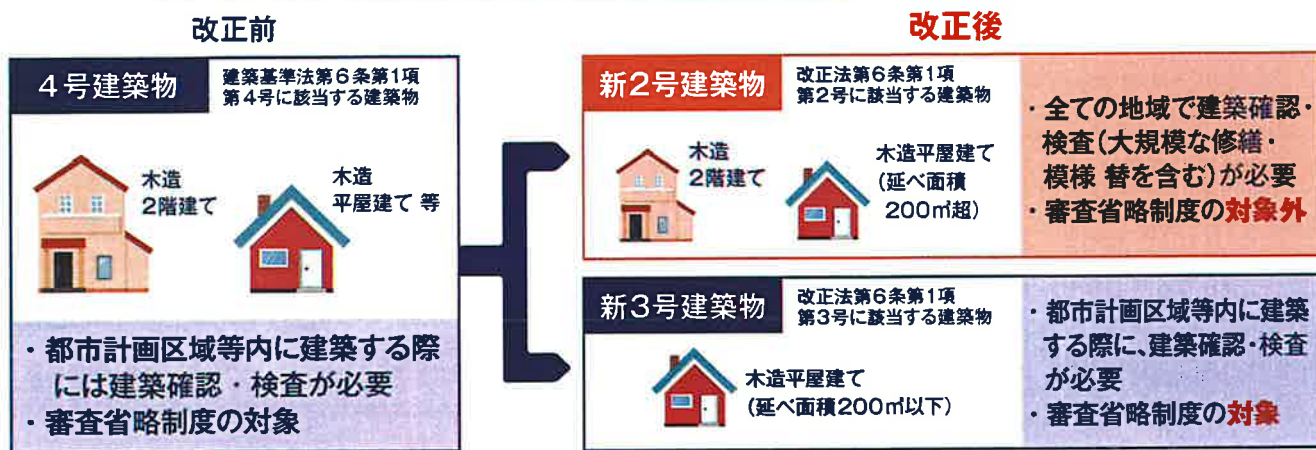 改正前
4号建築物
建築基準法第6条第1項
第4号に該当する建築物
木造
2階建て
木造
平屋建て 等
・都市計画区域等内に建築する際
には建築確認・検査が必要
・審査省略制度の対象
改正後
新2号建築物
改正法第6条第1項
第2号に該当する建築物
木造
2階建て
木造平屋建て
(延べ面積
200㎡超)
・全ての地域で建築確認・
検査(大規模な修繕・
模様 替を含む)が必要
・審査省略制度の対象外
新3号建築物
改正法第6条第1項
第3号に該当する建築物
木造平屋建て
(延べ面積200㎡以下)
・都市計画区域等内に建築
する際に、建築確認・検査
が必要
・審査省略制度の対象